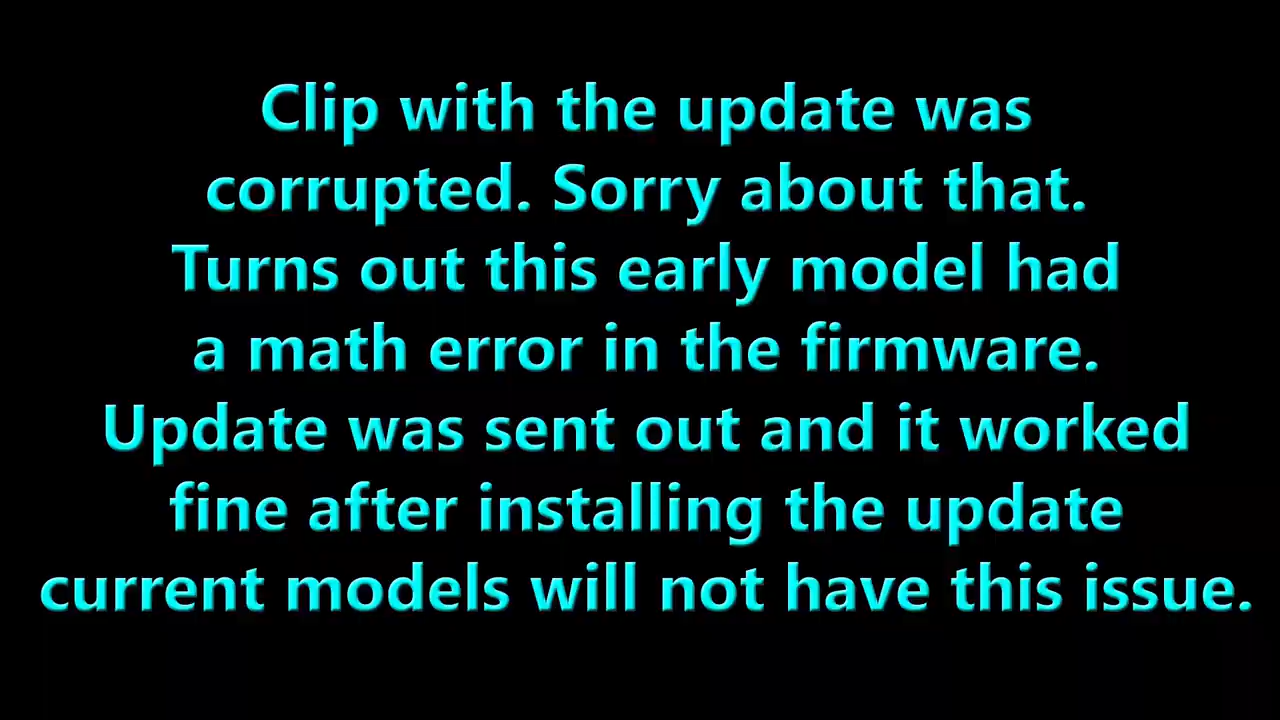 Clip with the update was
corrupted. Sorry about that.
Turns out this early model had
a math error in the firmware.
Update was sent out and it worked
fine after installing the update
current models will not have this issue.